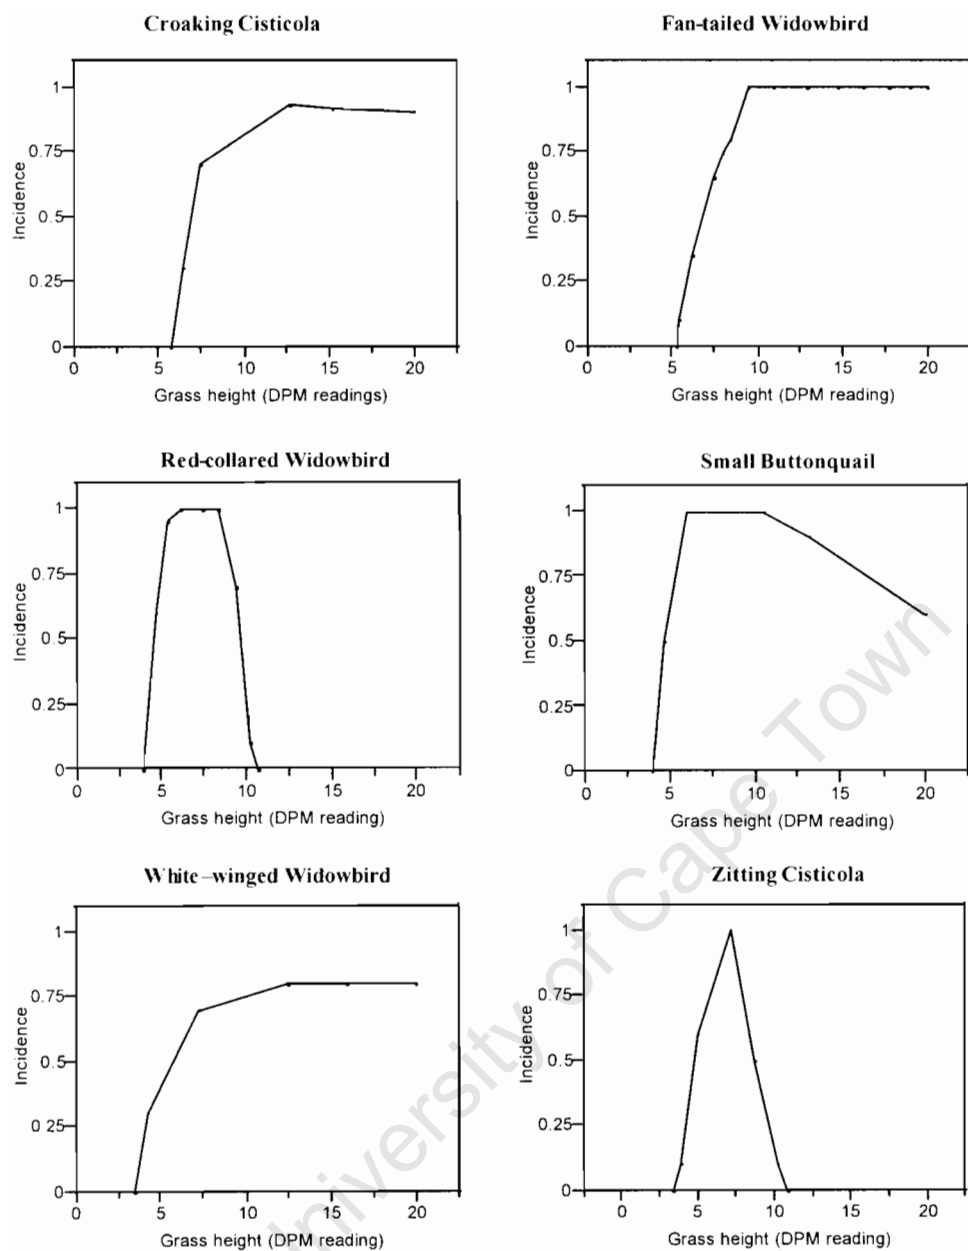 Croaking Cisticola
1
0.75
0.5
0.25
0
Incidence
0 5 10 15 20
Grass height (DPM readings)
Fan-tailed Widowbird
1
0.75
0.5
0.25
0
Incidence
0 5 10 15 20
Grass height (DPM reading)
Red-collared Widowbird
1
0.75
0.5
0.25
0
Incidence
0 5 10 15 20
Grass height (DPM reading)
Small Buttonquail
1
0.75
0.5
0.25
0
Incidence
0 5 10 15 20
Grass height (DPM reading)
White –winged Widowbird
1
0.75
0.5
0.25
0
Incidence
0 5 10 15 20
Grass height (DPM reading)
Zitting Cisticola
1
0.75
0.5
0.25
0
Incidence
0 5 10 15 20
Grass height (DPM reading)
University of Cape Town